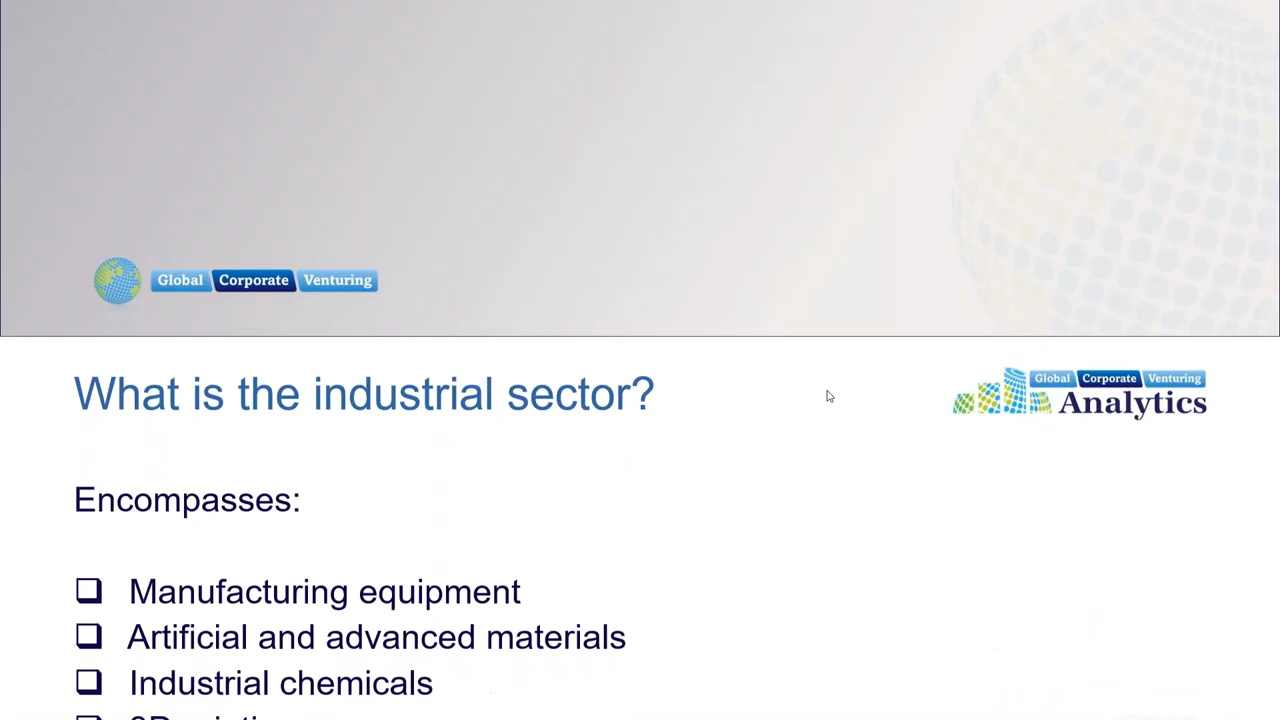 Global Corporate Venturing
What is the industrial sector?
Global Corporate Venturing
Analytics
Encompasses:
❑ Manufacturing equipment
❑ Artificial and advanced materials
❑ Industrial chemicals